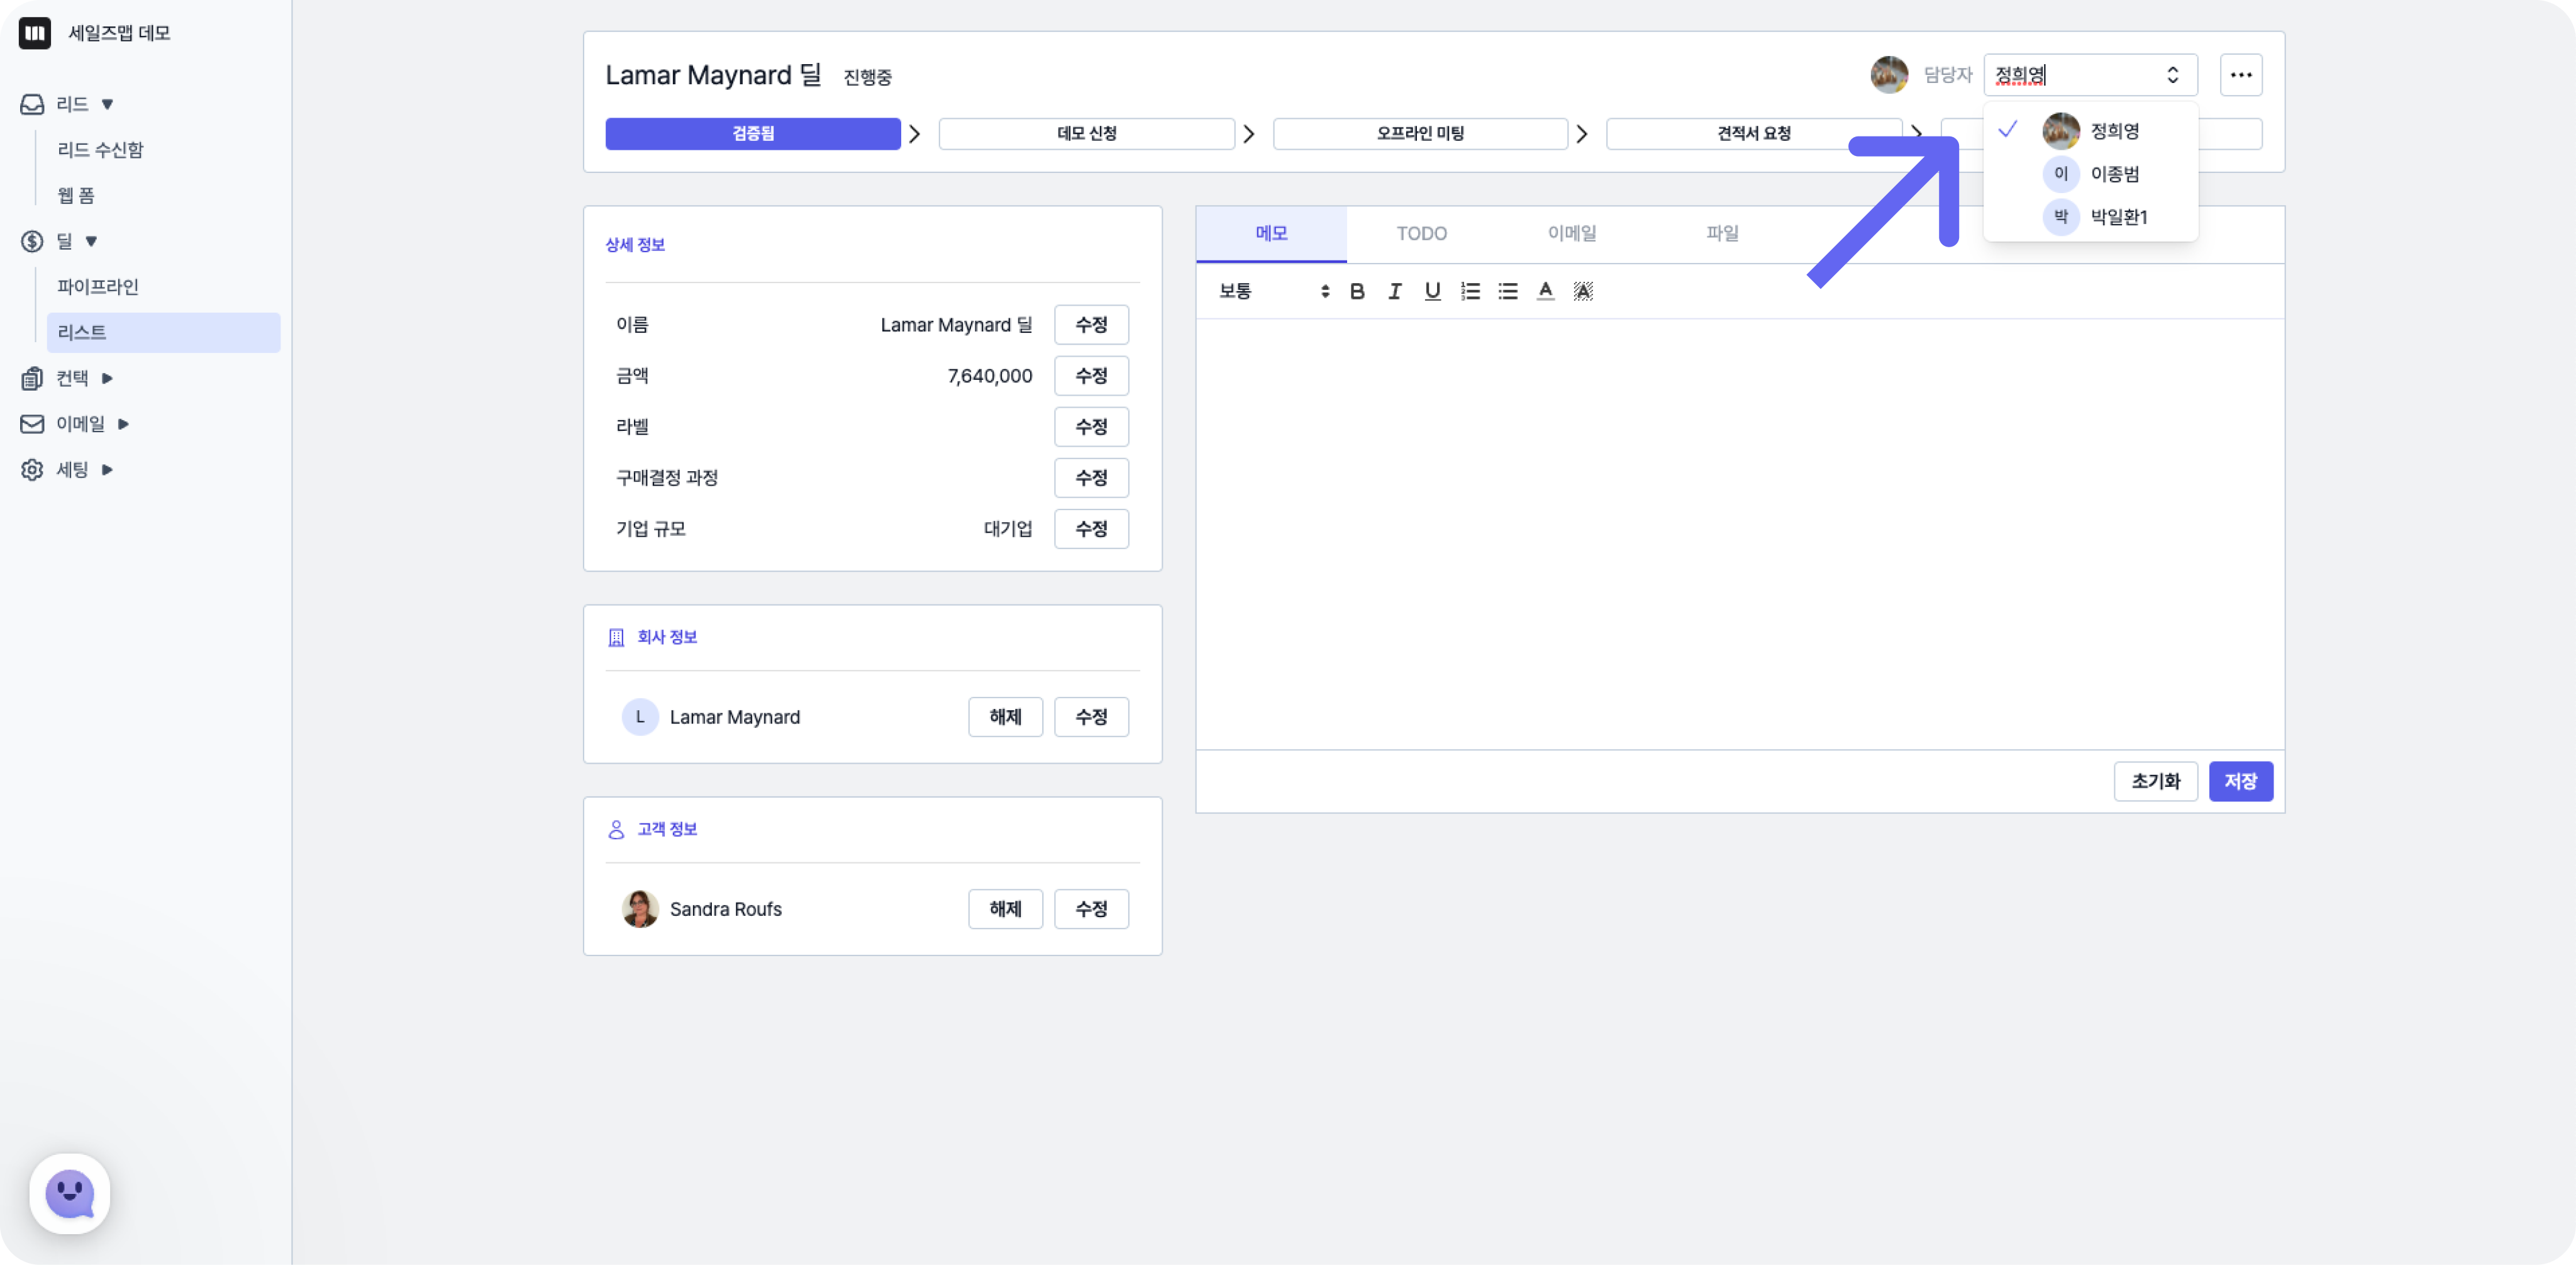 세일즈맵 데모
리드
리드 수신함
웹 폼
딜
파이프라인
리스트
컨택
이메일
세팅
Lamar Maynard 딜 진행중
담당자 정희영
검증됨 데모 신청 오프라인 미팅 견적서 요청
정희영
이 이종범
박 박일환1
상세 정보
이름 Lamar Maynard 딜 수정
금액 7,640,000 수정
라벨 수정
구매결정 과정 수정
기업 규모 대기업 수정
회사 정보
L Lamar Maynard 해제 수정
고객 정보
Sandra Roufs 해제 수정
메모 TODO 이메일 파일
보통
초기화 저장